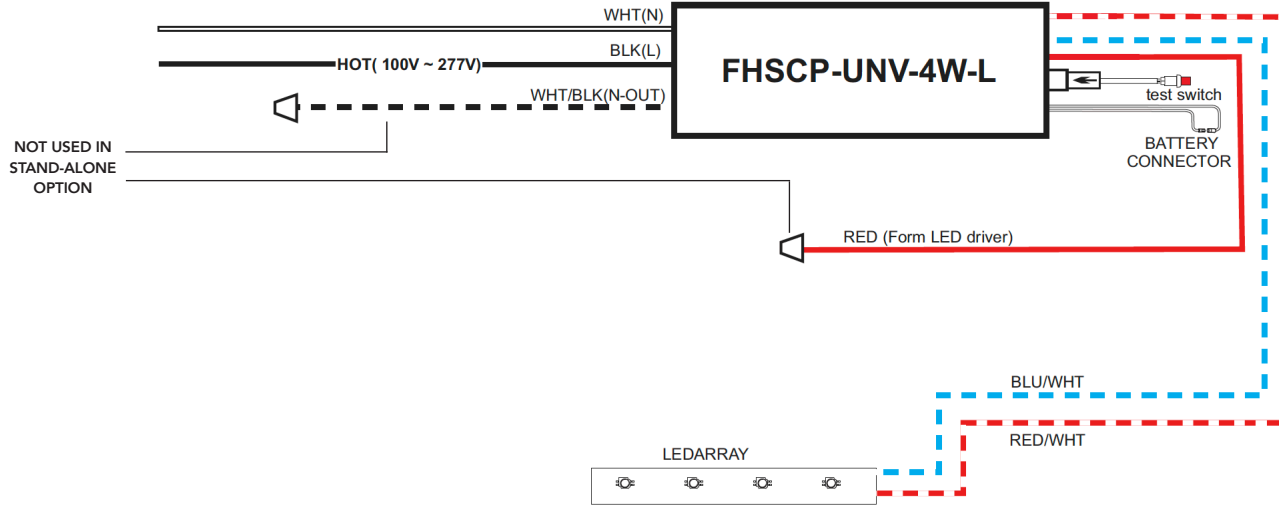 WHT(N)
BLK(L)
HOT( 100V ~ 277V)
WHT/BLK(N-OUT)
FHSCP-UNV-4W-L
test switch
BATTERY
CONNECTOR
NOT USED IN
STAND-ALONE
OPTION
RED (Form LED driver)
BLU/WHT
RED/WHT
LEDARRAY